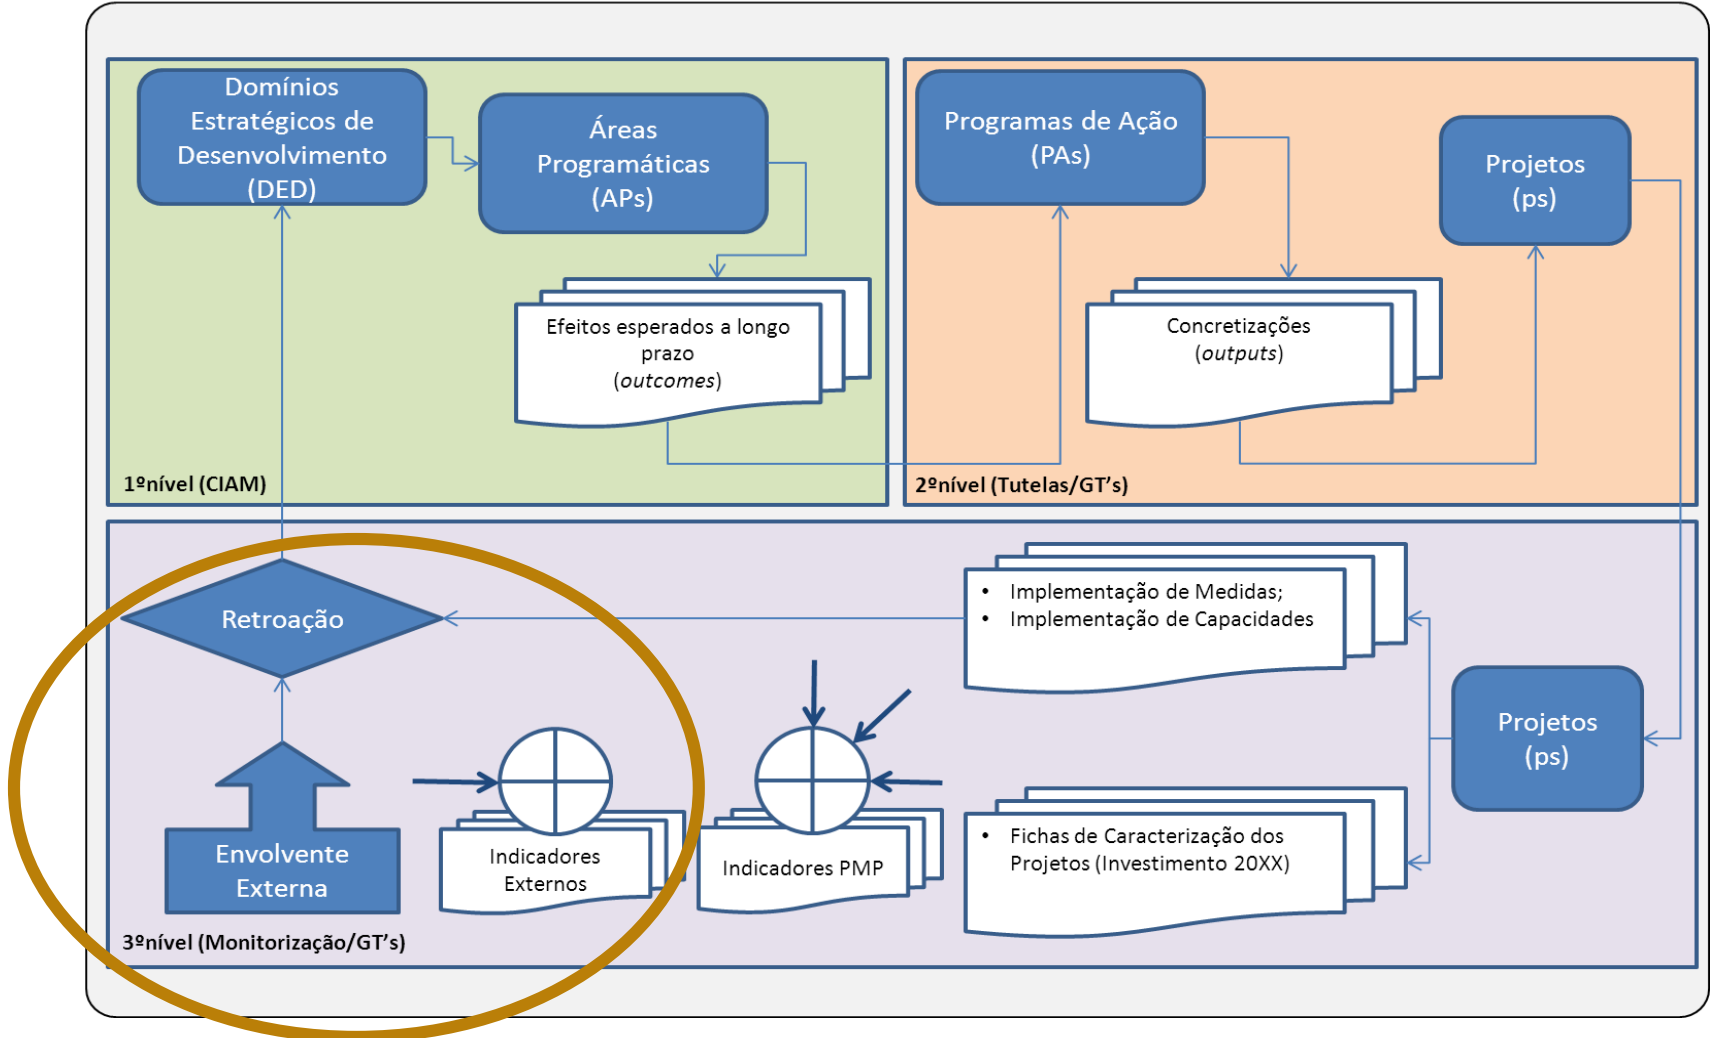 Domínios
Estratégicos de
Desenvolvimento
(DED)
Áreas
Programáticas
(APs)
Efeitos esperados a longo
prazo
(outcomes)
1ºnível (CIAM)
Programas de Ação
(PAs)
Projetos
(ps)
Concretizações
(outputs)
2ºnível (Tutelas/GT’s)
Retroação
• Implementação de Medidas;
• Implementação de Capacidades
Projetos
(ps)
Envolvente
Externa
Indicadores
Externos
Indicadores PMP
• Fichas de Caracterização dos
Projetos (Investimento 20XX)
3ºnível (Monitorização/GT’s)